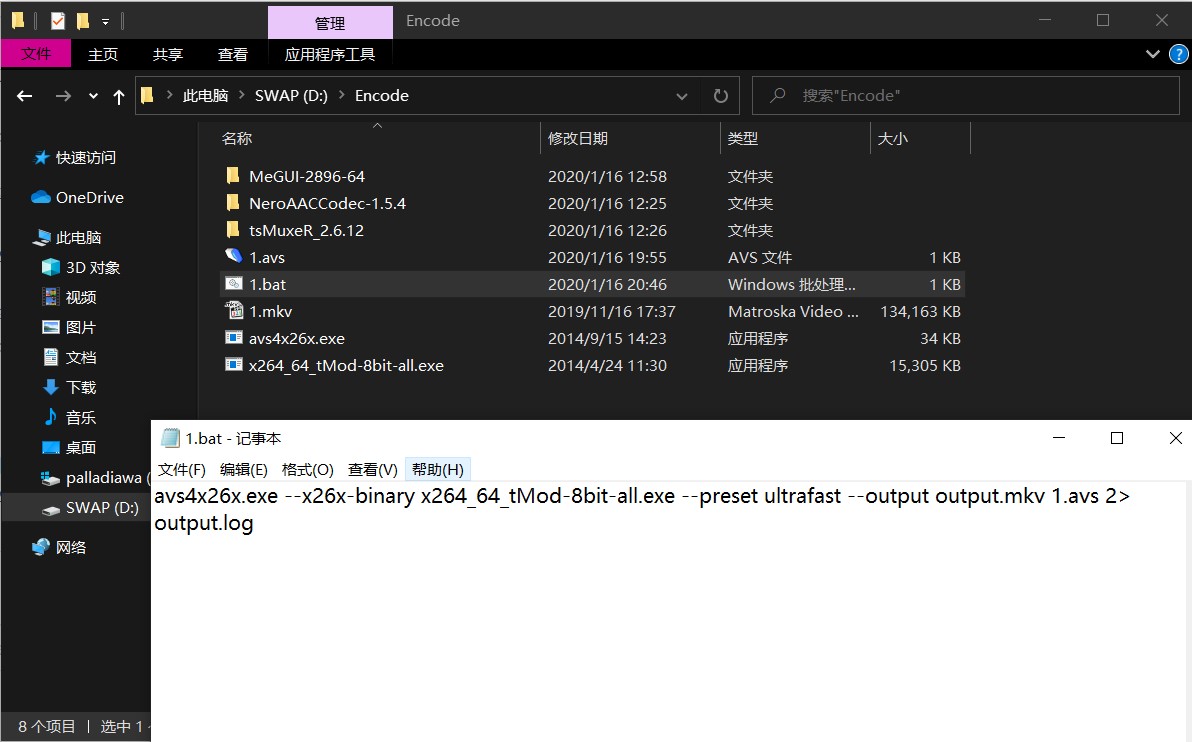 管理
Encode
文件
主页
共享
查看
应用程序工具
?
此电脑
SWAP (D:)
Encode
搜索"Encode"
名称
修改日期
类型
大小
快速访问
OneDrive
此电脑
3D 对象
视频
图片
文档
下载
音乐
桌面
palladiawa (
SWAP (D:)
网络
MeGUI-2896-64 2020/1/16 12:58 文件夹
NeroAACCodec-1.5.4 2020/1/16 12:25 文件夹
tsMuxeR_2.6.12 2020/1/16 12:26 文件夹
1.avs 2020/1/16 19:55 AVS 文件 1 KB
1.bat 2020/1/16 20:46 Windows 批处理... 1 KB
1.mkv 2019/11/16 17:37 Matroska Video ... 134,163 KB
avs4x26x.exe 2014/9/15 14:23 应用程序 34 KB
x264_64_tMod-8bit-all.exe 2014/4/24 11:30 应用程序 15,305 KB
1.bat - 记事本
文件(F) 编辑(E) 格式(O) 查看(V) 帮助(H)
avs4x26x.exe --x26x-binary x264_64_tMod-8bit-all.exe --preset ultrafast --output output.mkv 1.avs 2>
output.log
8 个项目
选中 1